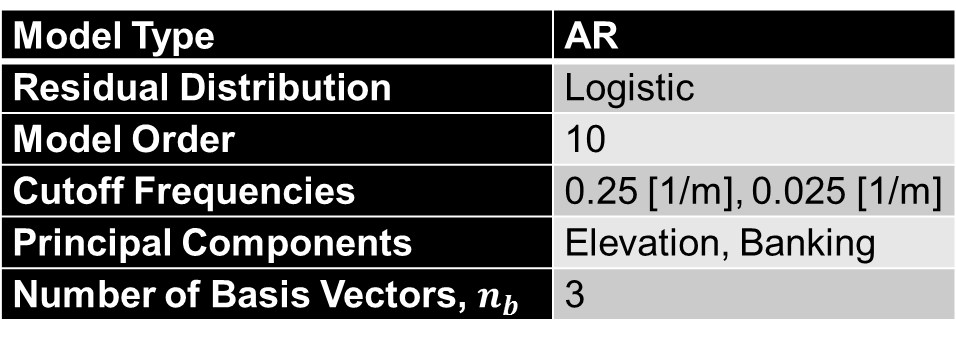 Model Type AR
Residual Distribution Logistic
Model Order 10
Cutoff Frequencies 0.25 [1/m], 0.025 [1/m]
Principal Components Elevation, Banking
Number of Basis Vectors, n_b 3